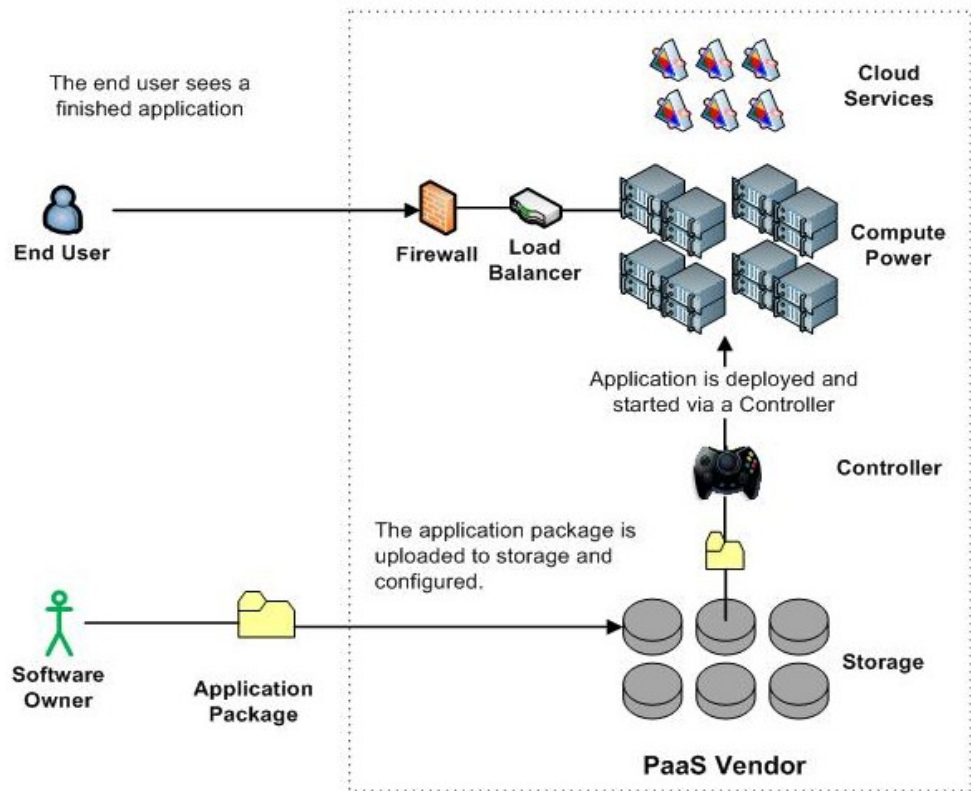 The end user sees a
finished application
Cloud
Services
End User
Firewall
Load
Balancer
Compute
Power
Application is deployed and
started via a Controller
Controller
The application package is
uploaded to storage and
configured.
Software
Owner
Application
Package
Storage
PaaS Vendor